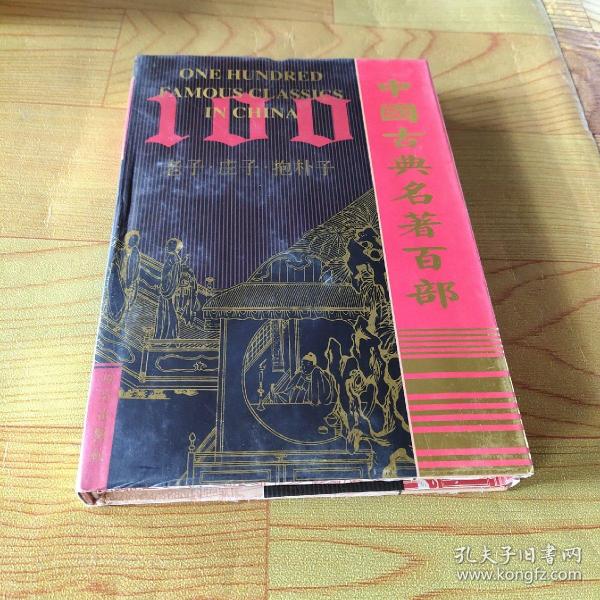 ONE HUNDRED
FAMOUS CLASSICS
IN CHINA
100
老子·庄子·抱朴子
中國古典名著百部
孔夫子旧书网
www.kongfz.com